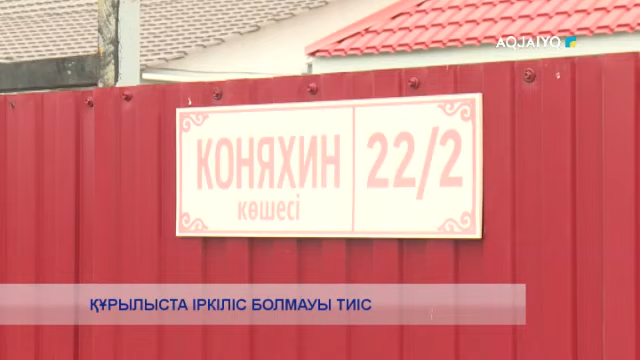 AQJAIYQ
КОНЯХИН
көшесі
22/2
ҚҰРЫЛЫСТА ІРКІЛІС БОЛМАУЫ ТИІС